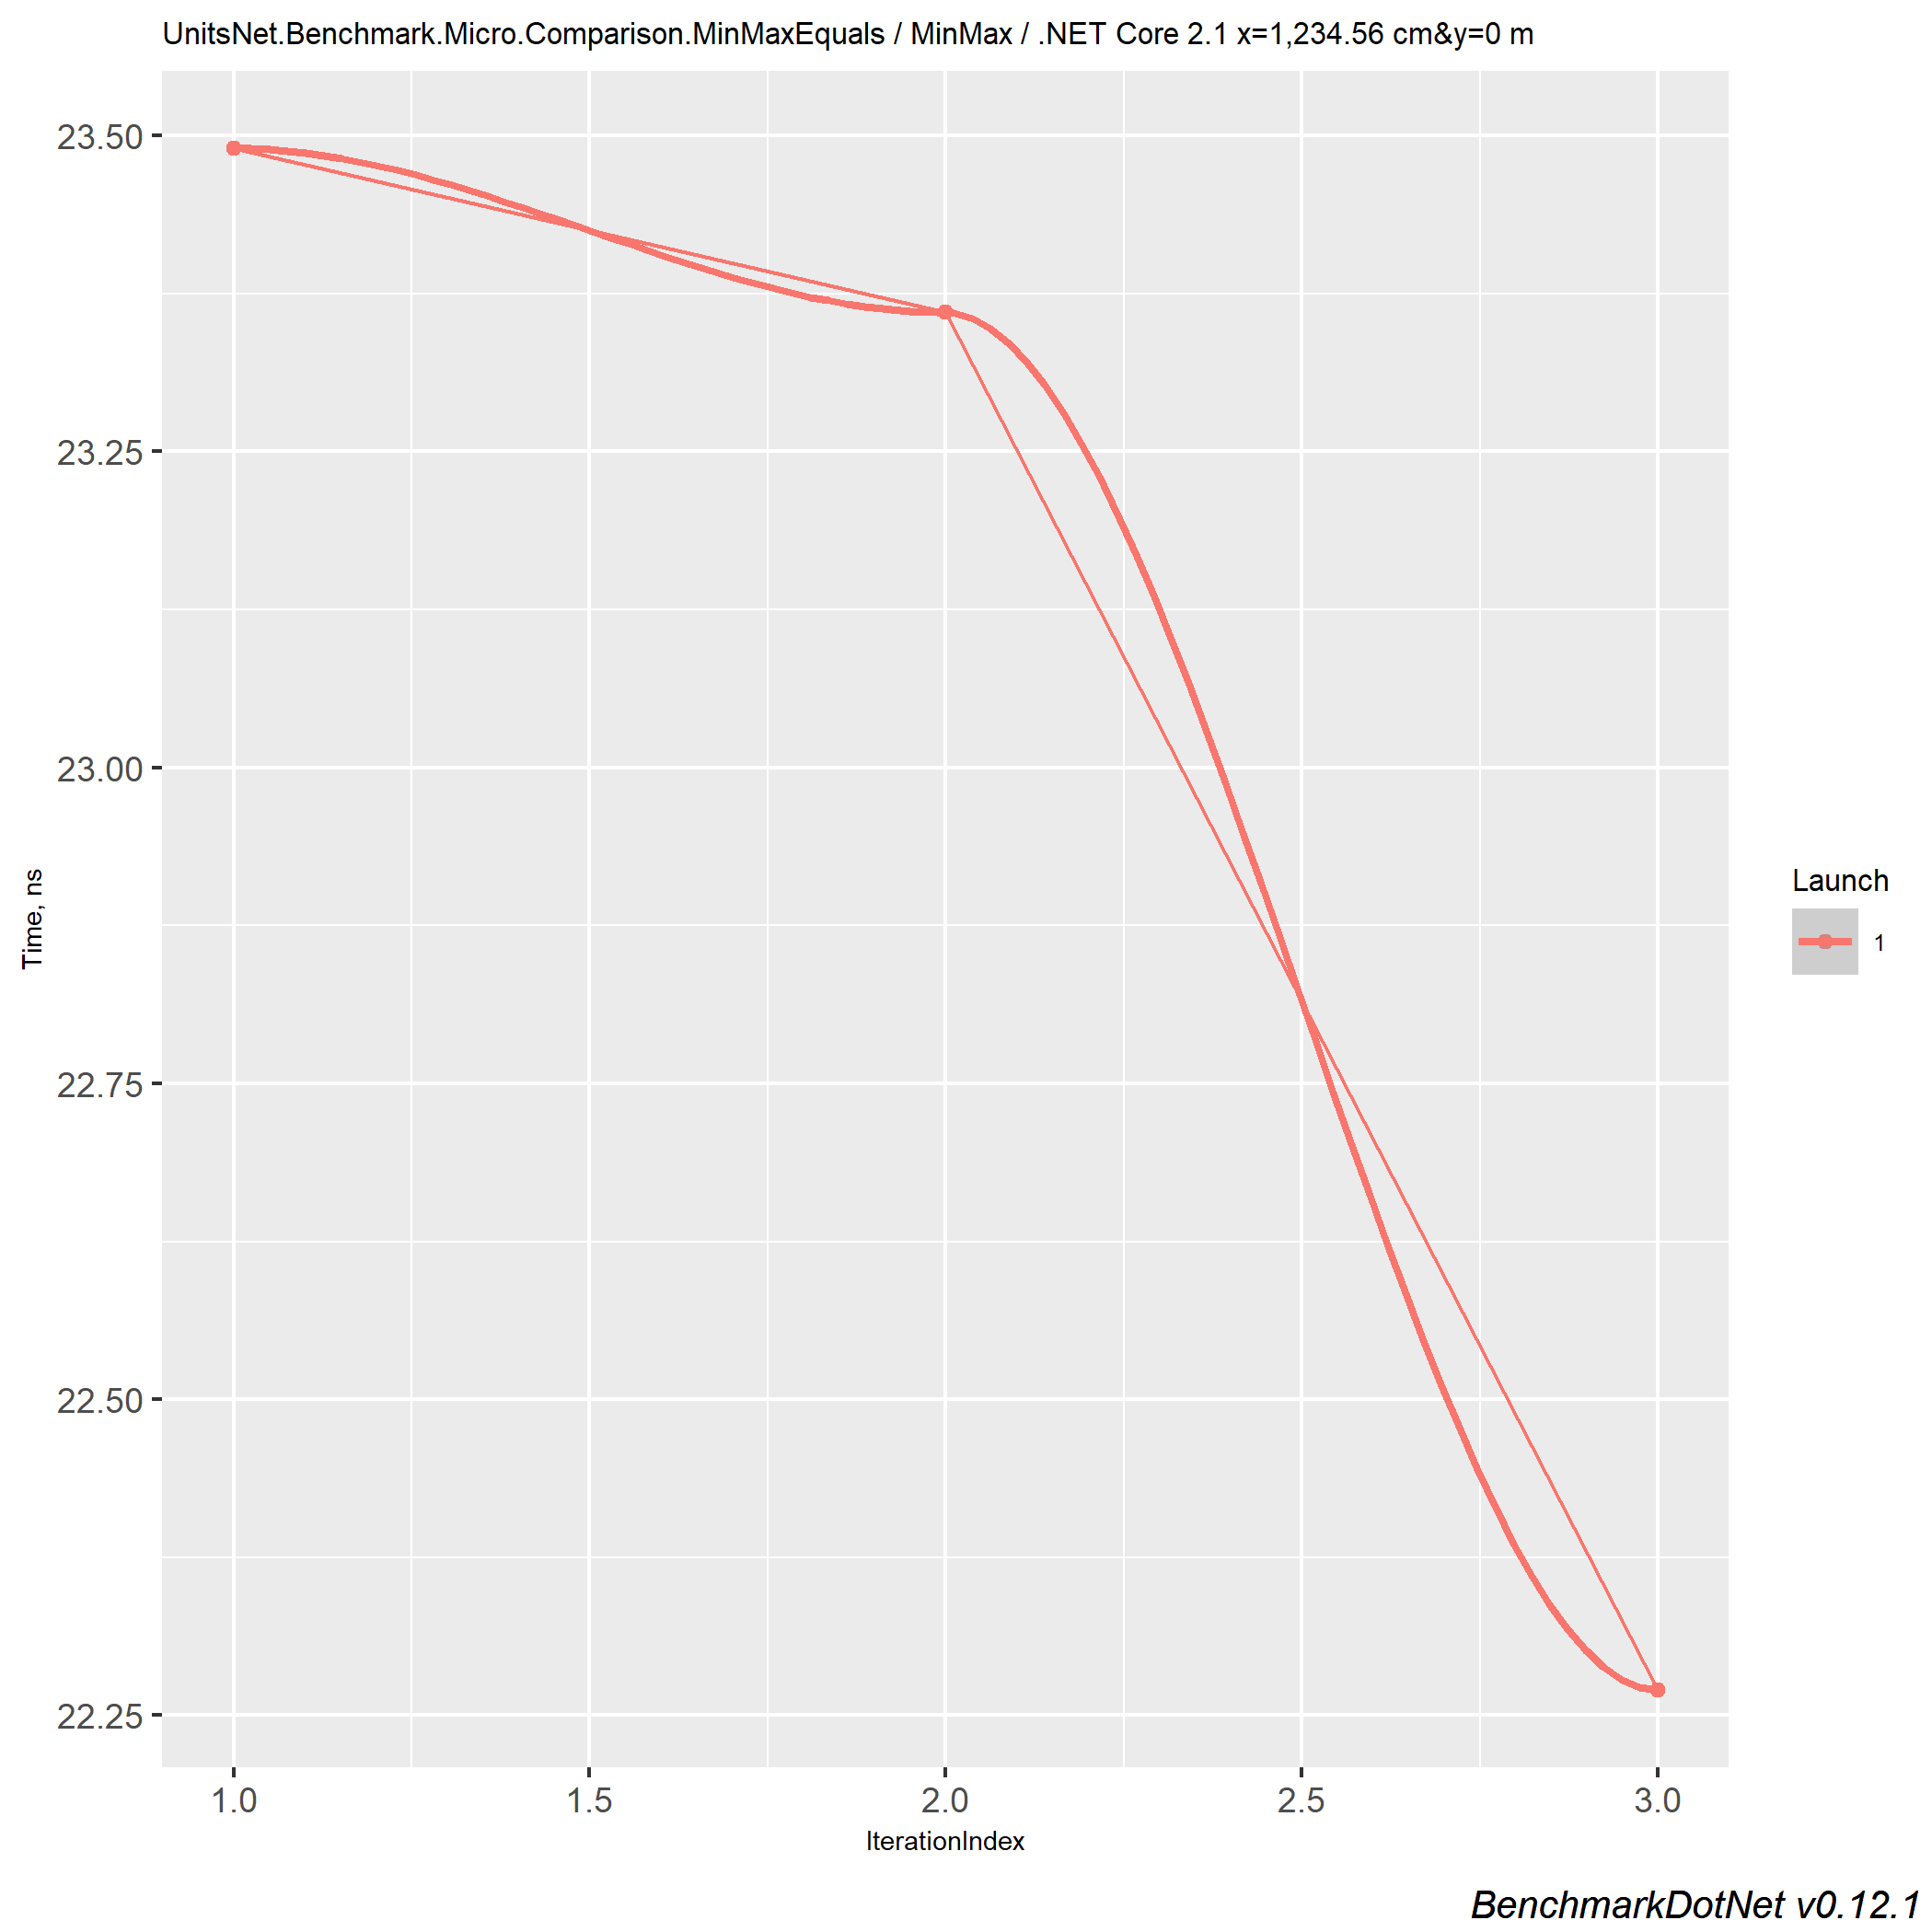 UnitsNet.Benchmark.Micro.Comparison.MinMaxEquals / MinMax / .NET Core 2.1 x=1,234.56 cm&y=0 m
23.50
23.25
23.00
22.75
22.50
22.25
Time, ns
1.0 1.5 2.0 2.5 3.0
IterationIndex
Launch
1
BenchmarkDotNet v0.12.1